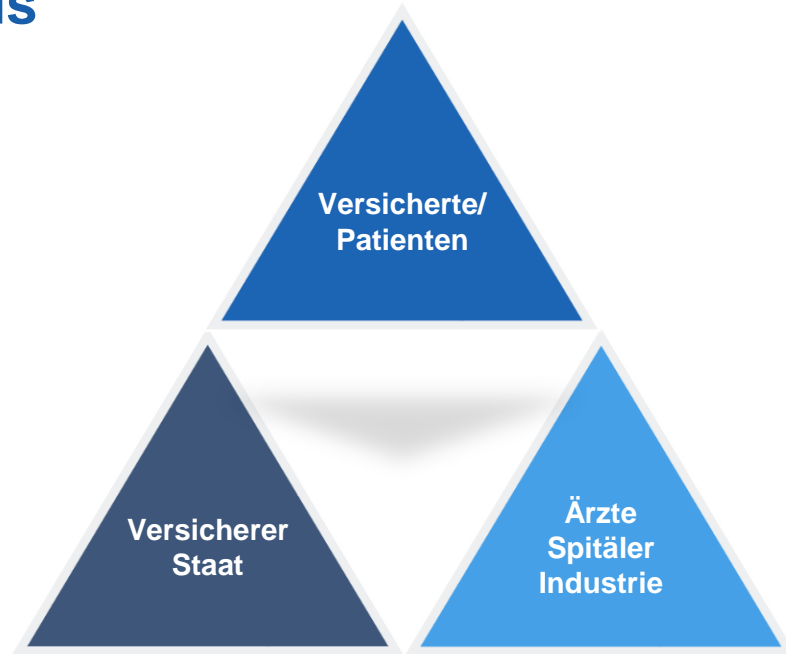 Versicherte/
Patienten
Versicherer
Staat
Ärzte
Spitäler
Industrie